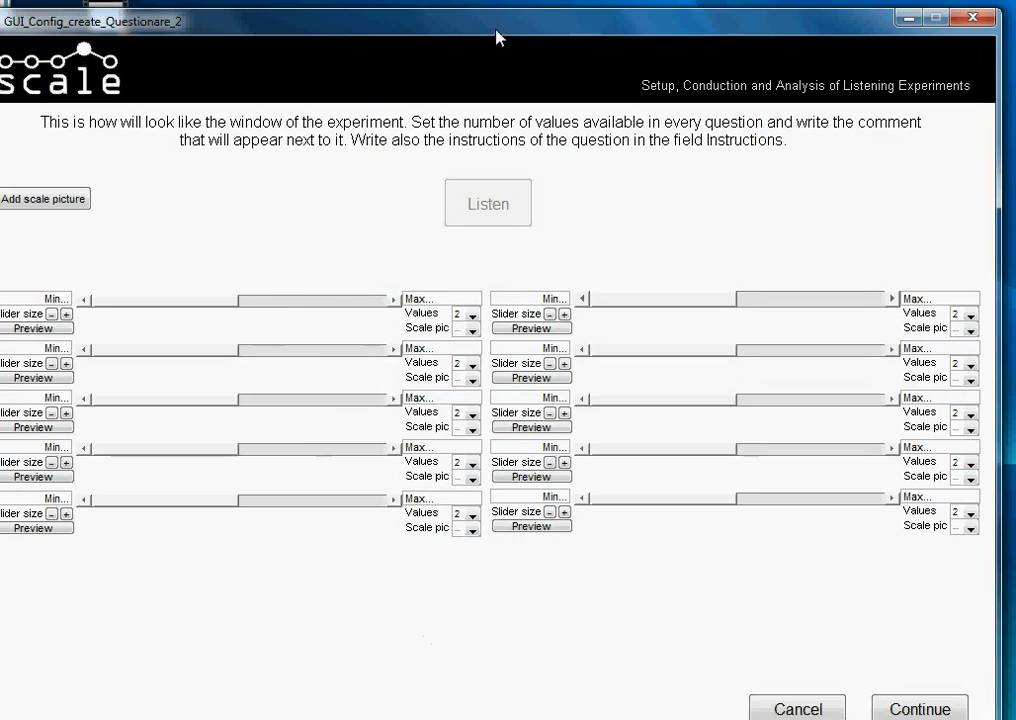 GUI_Config_create_Questionare_2
scale
Setup, Conduction and Analysis of Listening Experiments
This is how will look like the window of the experiment. Set the number of values available in every question and write the comment
that will appear next to it. Write also the instructions of the question in the field Instructions.
Add scale picture
Listen
Min... Max... Min... Max...
lider size - + Values 2 Slider size - + Values 2
Preview Scale pic ... Preview Scale pic ...
Min... Max... Min... Max...
lider size - + Values 2 Slider size - + Values 2
Preview Scale pic ... Preview Scale pic ...
Min... Max... Min... Max...
lider size - + Values 2 Slider size - + Values 2
Preview Scale pic ... Preview Scale pic ...
Min... Max... Min... Max...
lider size - + Values 2 Slider size - + Values 2
Preview Scale pic ... Preview Scale pic ...
Min... Max... Min... Max...
lider size - + Values 2 Slider size - + Values 2
Preview Scale pic ... Preview Scale pic ...
Cancel Continue